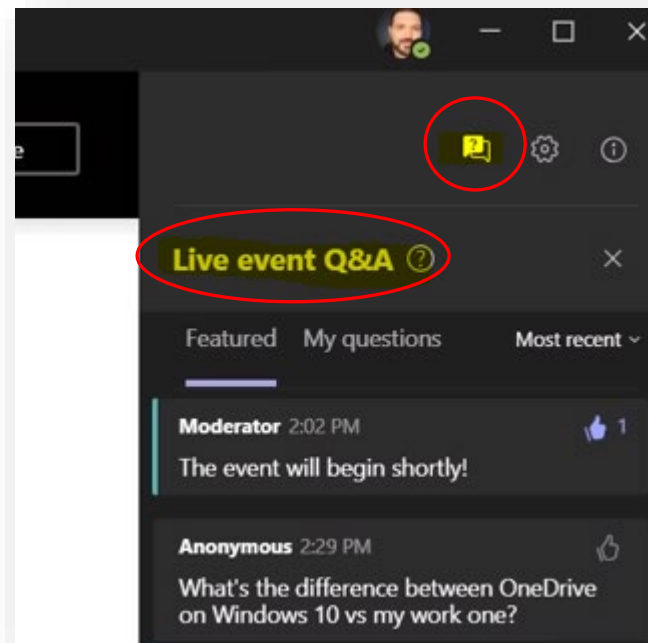 e
Live event Q&A
Featured My questions Most recent
Moderator 2:02 PM 1
The event will begin shortly!
Anonymous 2:29 PM
What's the difference between OneDrive
on Windows 10 vs my work one?